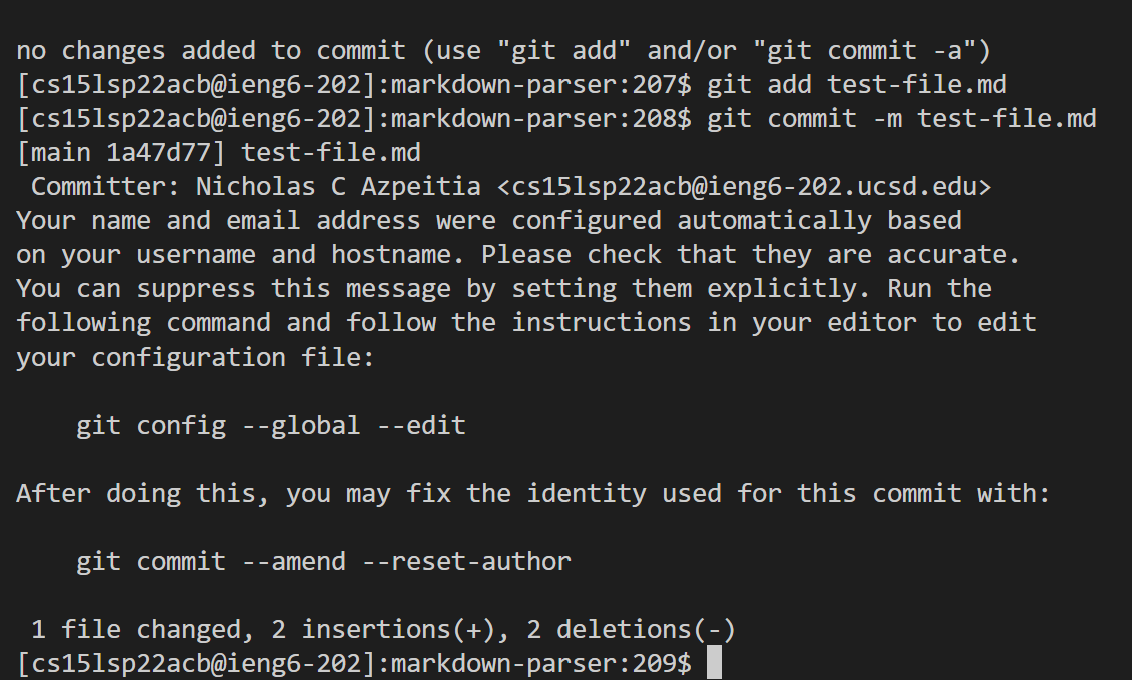 no changes added to commit (use "git add" and/or "git commit -a")
[cs15lsp22acb@ieng6-202]:markdown-parser:207$ git add test-file.md
[cs15lsp22acb@ieng6-202]:markdown-parser:208$ git commit -m test-file.md
[main 1a47d77] test-file.md
 Committer: Nicholas C Azpeitia <cs15lsp22acb@ieng6-202.ucsd.edu>
Your name and email address were configured automatically based
on your username and hostname. Please check that they are accurate.
You can suppress this message by setting them explicitly. Run the
following command and follow the instructions in your editor to edit
your configuration file:

    git config --global --edit

After doing this, you may fix the identity used for this commit with:

    git commit --amend --reset-author

 1 file changed, 2 insertions(+), 2 deletions(-)
[cs15lsp22acb@ieng6-202]:markdown-parser:209$